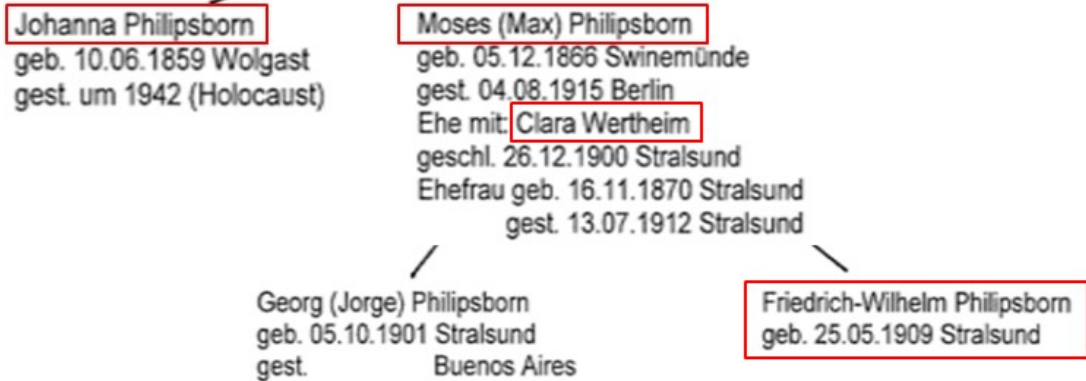 Johanna Philipsborn
geb. 10.06.1859 Wolgast
gest. um 1942 (Holocaust)
Moses (Max) Philipsborn
geb. 05.12.1866 Swinemünde
gest. 04.08.1915 Berlin
Ehe mit: Clara Wertheim
geschl. 26.12.1900 Stralsund
Ehefrau geb. 16.11.1870 Stralsund
gest. 13.07.1912 Stralsund
Georg (Jorge) Philipsborn
geb. 05.10.1901 Stralsund
gest. Buenos Aires
Friedrich-Wilhelm Philipsborn
geb. 25.05.1909 Stralsund